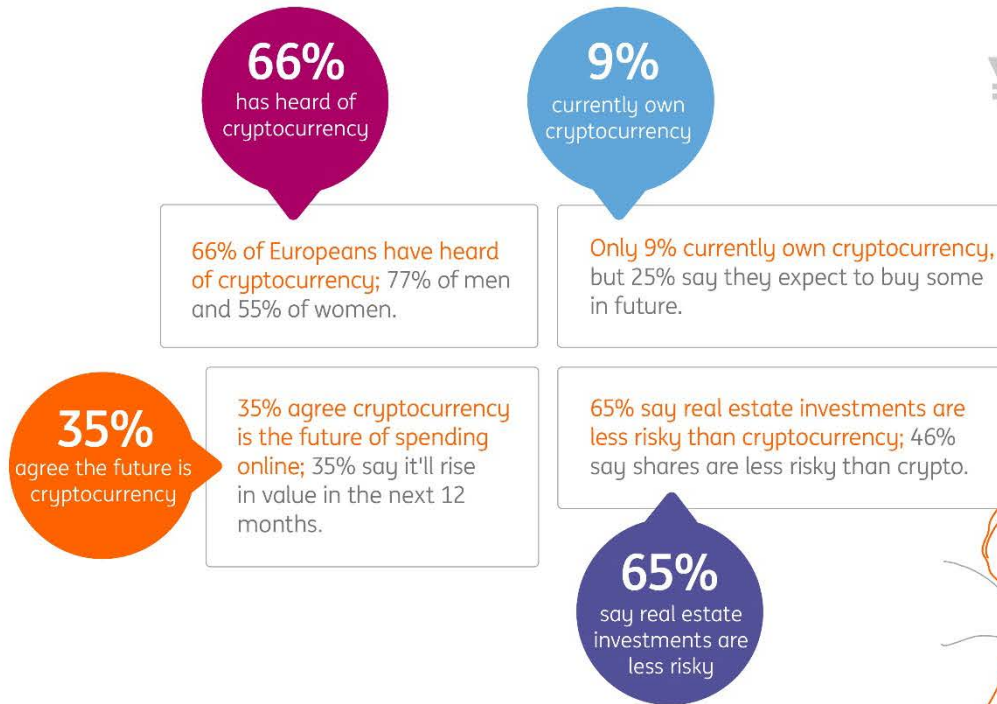 66%
has heard of
cryptocurrency
9%
currently own
cryptocurrency
66% of Europeans have heard
of cryptocurrency; 77% of men
and 55% of women.
Only 9% currently own cryptocurrency,
but 25% say they expect to buy some
in future.
35%
agree the future is
cryptocurrency
35% agree cryptocurrency
is the future of spending
online; 35% say it'll rise
in value in the next 12
months.
65% say real estate investments are
less risky than cryptocurrency; 46%
say shares are less risky than crypto.
65%
say real estate
investments are
less risky